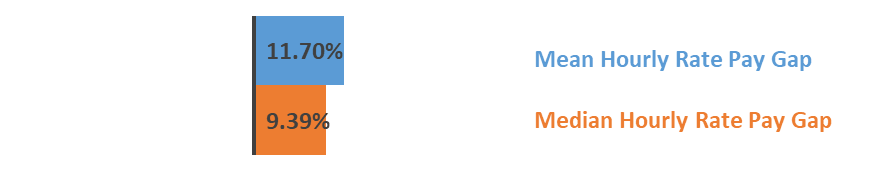 11.70%
Mean Hourly Rate Pay Gap
9.39%
Median Hourly Rate Pay Gap